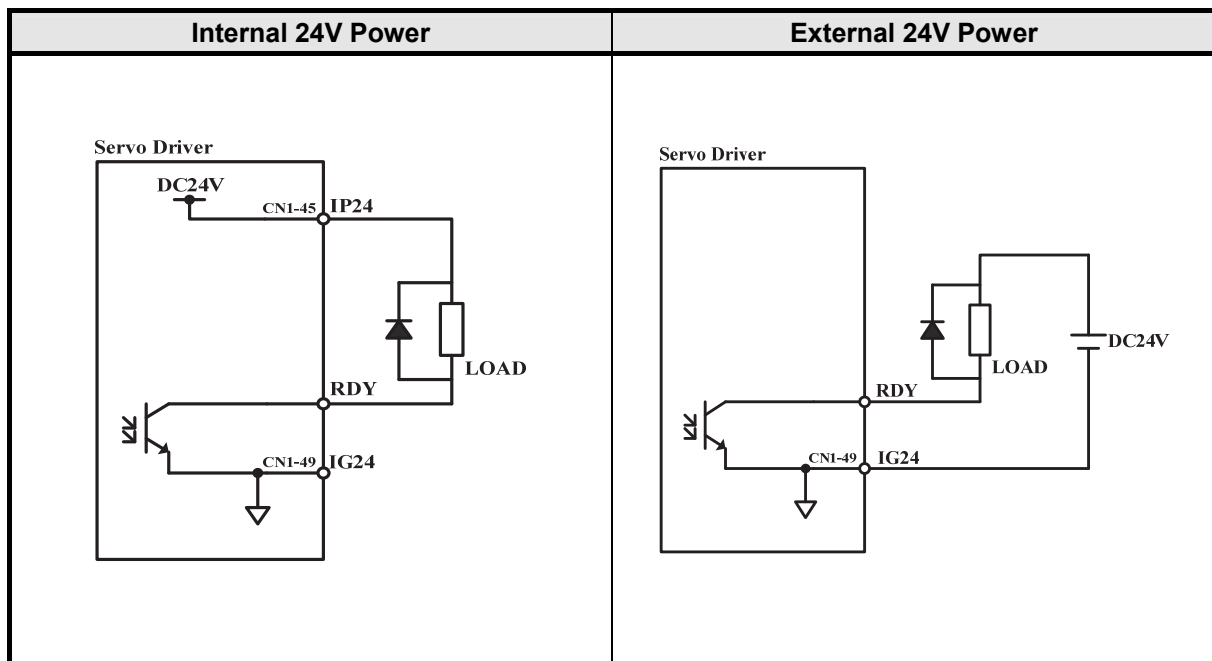 Internal 24V Power
External 24V Power
Servo Driver
DC24V
CN1-45 IP24
LOAD
RDY
CN1-49 IG24
Servo Driver
DC24V
LOAD
RDY
CN1-49 IG24